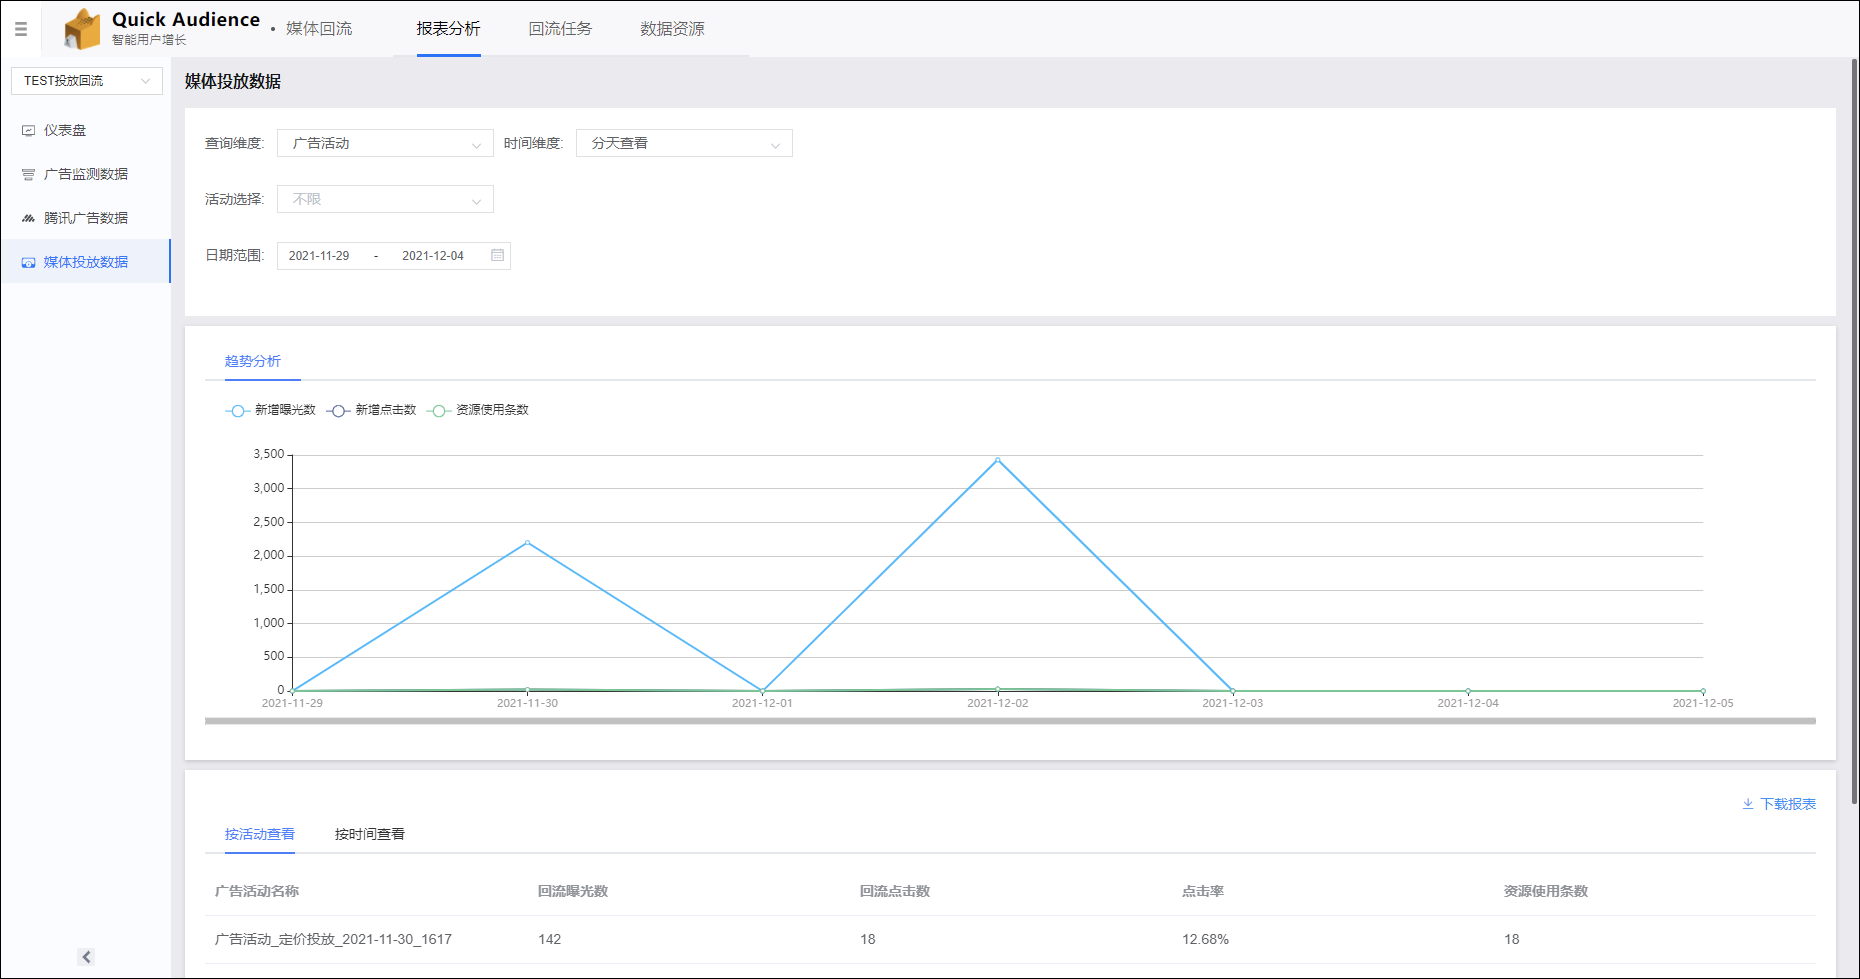 Quick Audience
智能用户增长
• 媒体回流
报表分析
回流任务
数据资源
TEST投放回流
仪表盘
广告监测数据
腾讯广告数据
媒体投放数据
媒体投放数据
查询维度: 广告活动 时间维度: 分天查看
活动选择: 不限
日期范围: 2021-11-29 - 2021-12-04
趋势分析
新增曝光数 新增点击数 资源使用条数
3,500
3,000
2,500
2,000
1,500
1,000
500
0
2021-11-29 2021-11-30 2021-12-01 2021-12-02 2021-12-03 2021-12-04 2021-12-05
下载报表
按活动查看 按时间查看
广告活动名称 回流曝光数 回流点击数 点击率 资源使用条数
广告活动_定价投放_2021-11-30_1617 142 18 12.68% 18